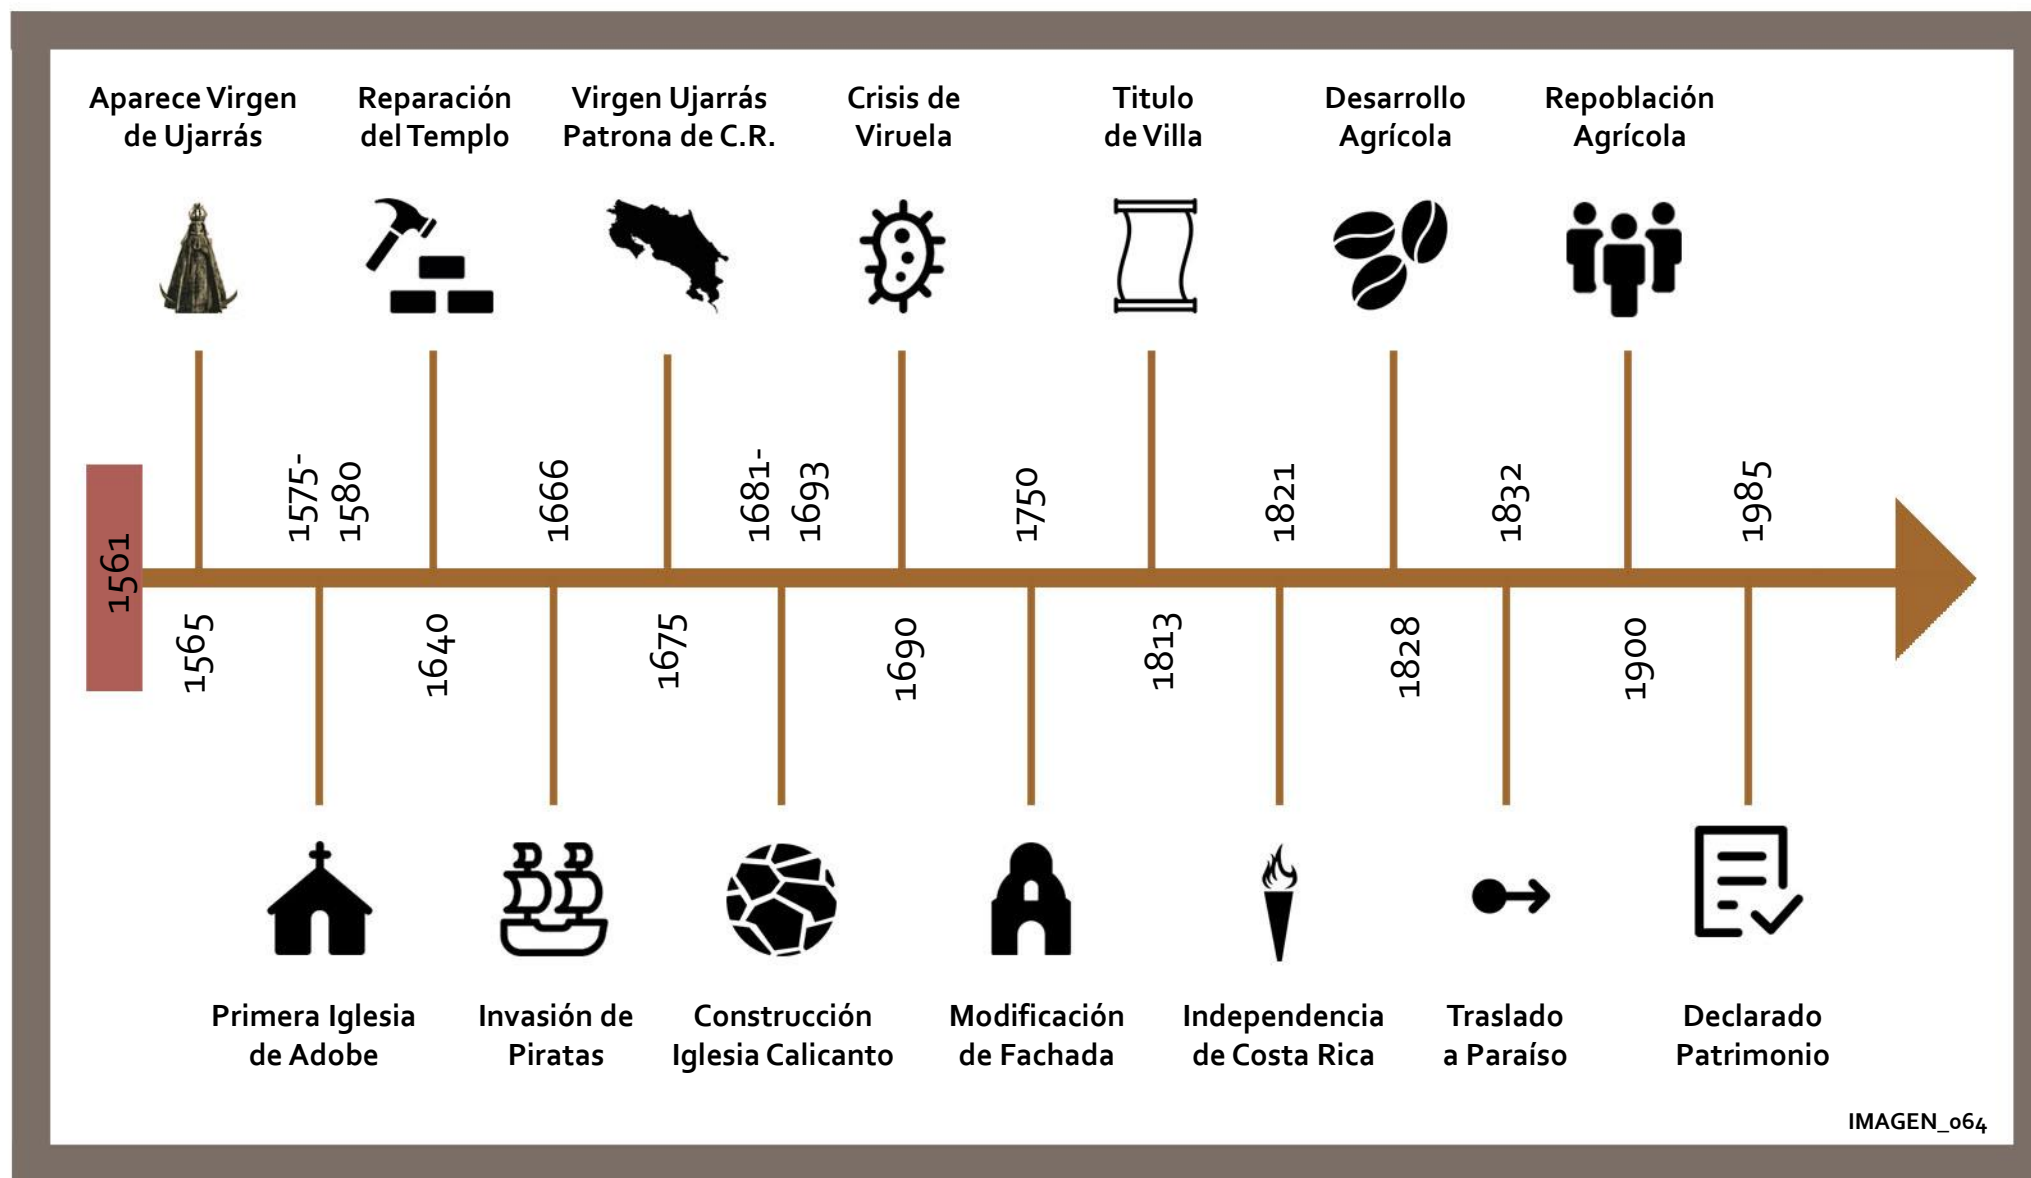 Aparece Virgen
de Ujarrás
Reparación
del Templo
Virgen Ujarrás
Patrona de C.R.
Crisis de
Viruela
Titulo
de Villa
Desarrollo
Agrícola
Repoblación
Agrícola
1561
1575-
1580
1666
1681-
1693
1750
1821
1832
1985
1565
1640
1675
1690
1813
1828
1900
Primera Iglesia
de Adobe
Invasión de
Piratas
Construcción
Iglesia Calicanto
Modificación
de Fachada
Independencia
de Costa Rica
Traslado
a Paraíso
Declarado
Patrimonio
IMAGEN_064